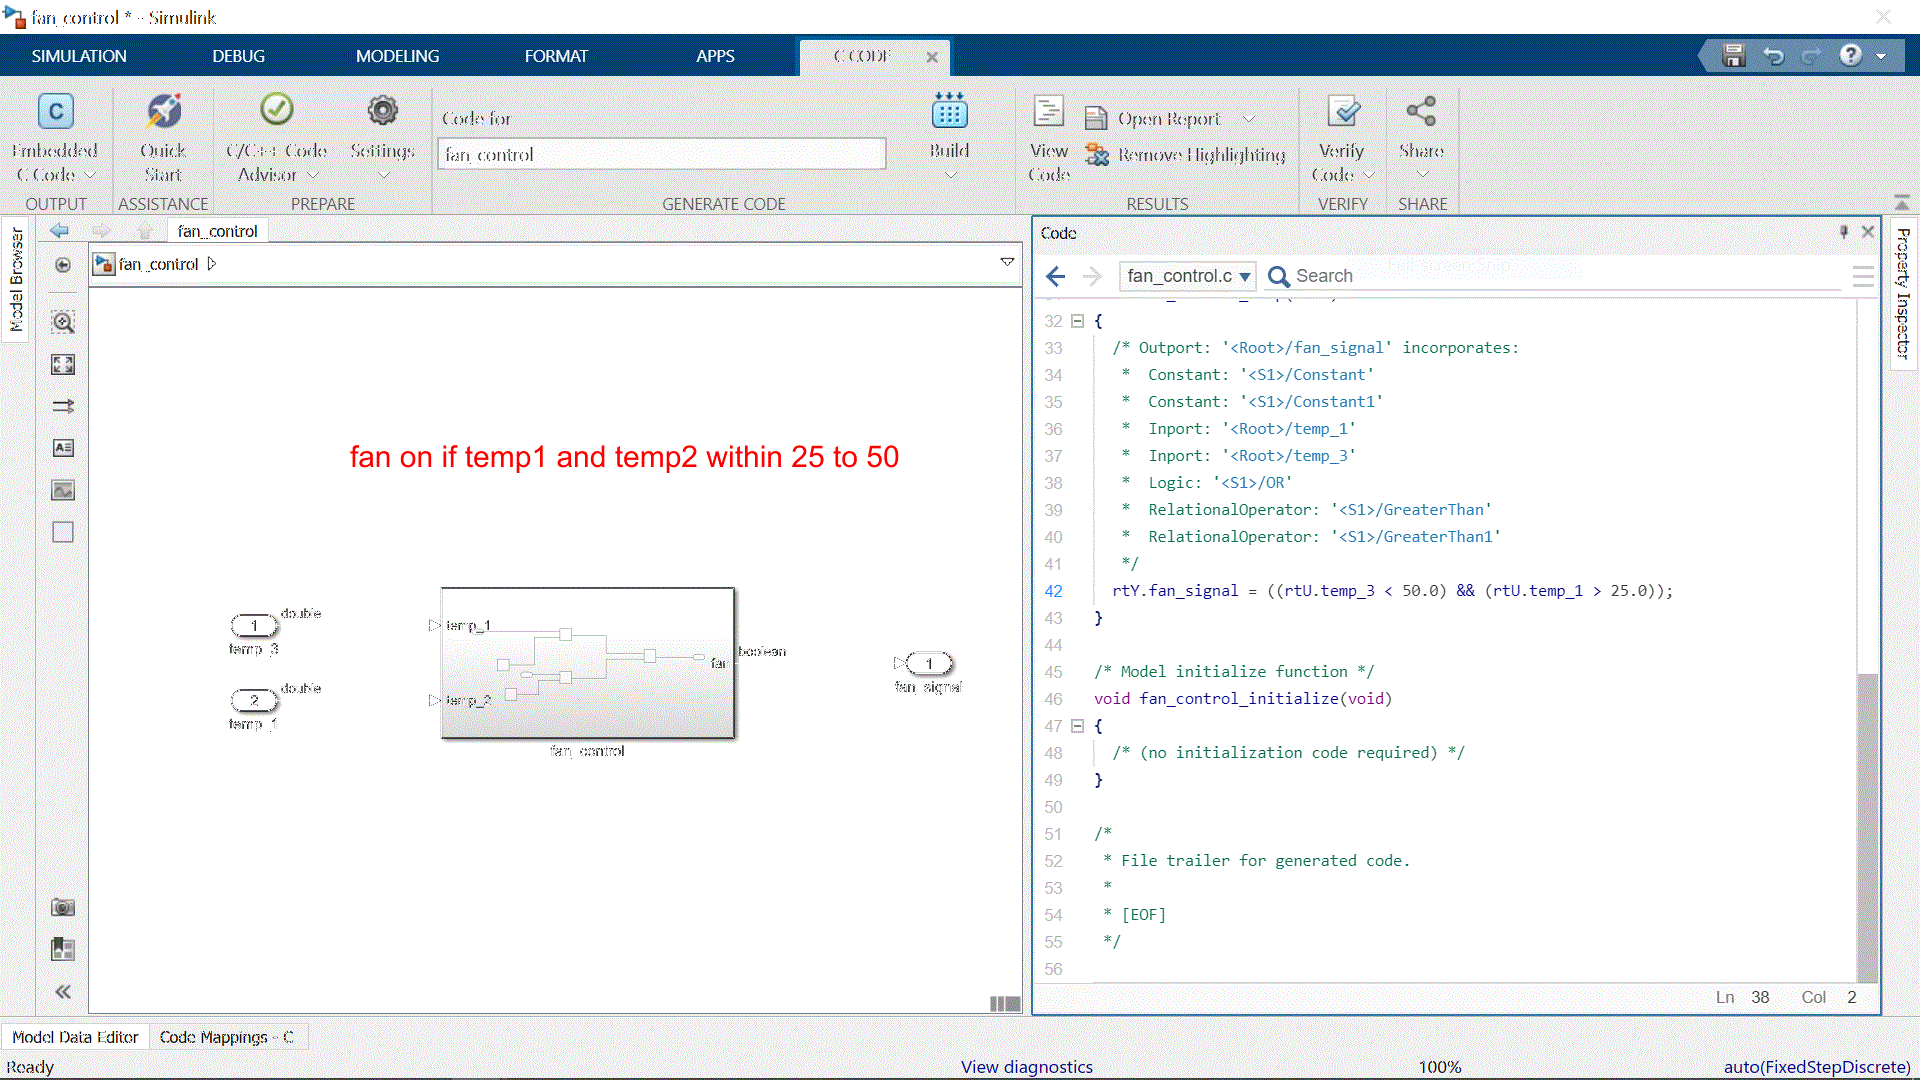 fan_control * - Simulink
SIMULATION DEBUG MODELING FORMAT APPS C CODE
Embedded C Code
Quick Start
C/C++ Code Advisor
Settings
Code for
fan_control
Build
View Code
Open Report
Remove Highlighting
Verify Code
Share
OUTPUT ASSISTANCE PREPARE GENERATE CODE RESULTS VERIFY SHARE
Model Browser
fan_control
fan_control
fan on if temp1 and temp2 within 25 to 50
1
double
temp_3
2
double
temp_1
temp_1
temp_2
fan
boolean
fan_control
1
fan_signal
Code
fan_control.c Search
32 {
33 /* Outport: '<Root>/fan_signal' incorporates:
34 * Constant: '<S1>/Constant'
35 * Constant: '<S1>/Constant1'
36 * Inport: '<Root>/temp_1'
37 * Inport: '<Root>/temp_3'
38 * Logic: '<S1>/OR'
39 * RelationalOperator: '<S1>/GreaterThan'
40 * RelationalOperator: '<S1>/GreaterThan1'
41 */
42 rtY.fan_signal = ((rtU.temp_3 < 50.0) && (rtU.temp_1 > 25.0));
43 }
44
45 /* Model initialize function */
46 void fan_control_initialize(void)
47 {
48 /* (no initialization code required) */
49 }
50
51 /*
52 * File trailer for generated code.
53 *
54 * [EOF]
55 */
56
Ln 38 Col 2
Property Inspector
Model Data Editor Code Mappings - C
Ready View diagnostics 100% auto(FixedStepDiscrete)